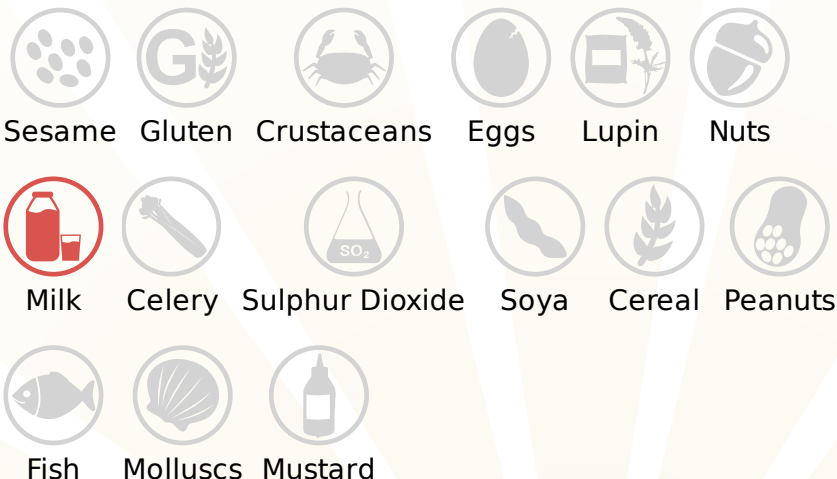 G
Sesame Gluten Crustaceans Eggs Lupin Nuts
SO₂
Milk Celery Sulphur Dioxide Soya Cereal Peanuts
Fish Molluscs Mustard